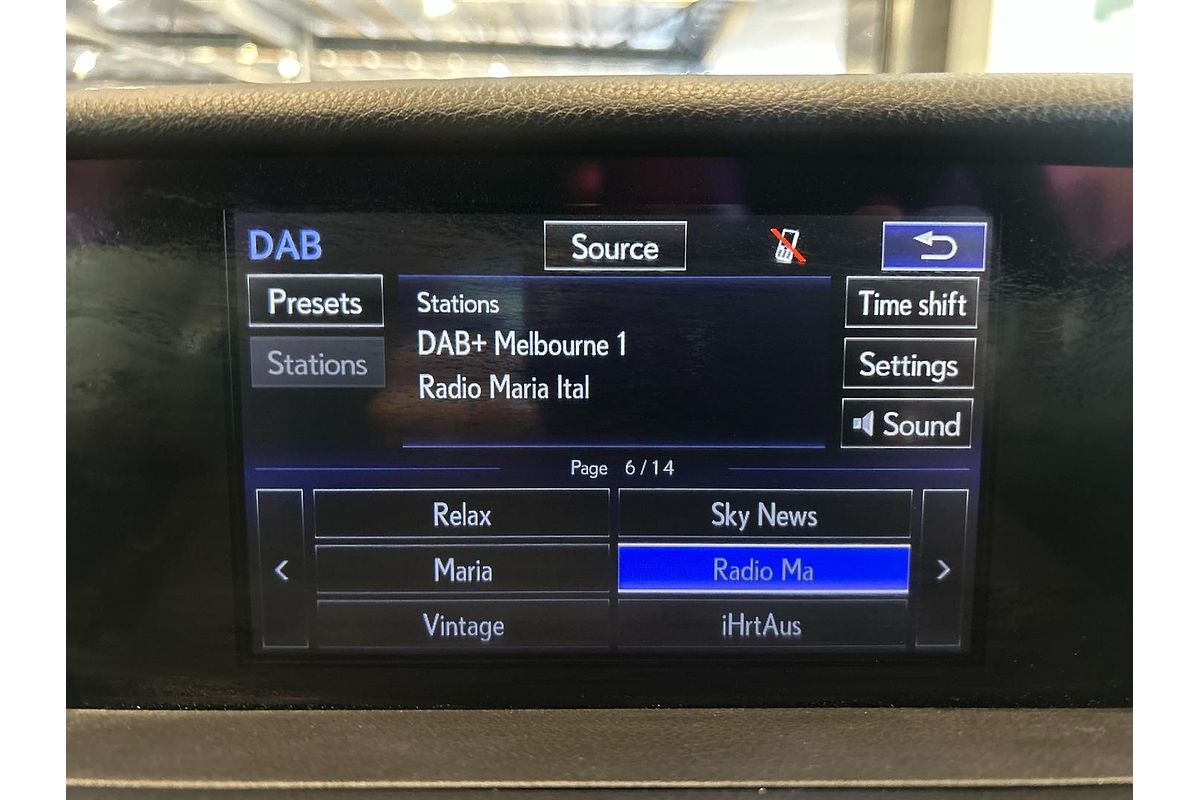 DAB
Source
Presets
Stations
Stations
DAB+ Melbourne 1
Radio Maria Ital
Time shift
Settings
Sound
Page 6/14
< Relax Sky News >
Maria Radio Ma
Vintage iHrtAus